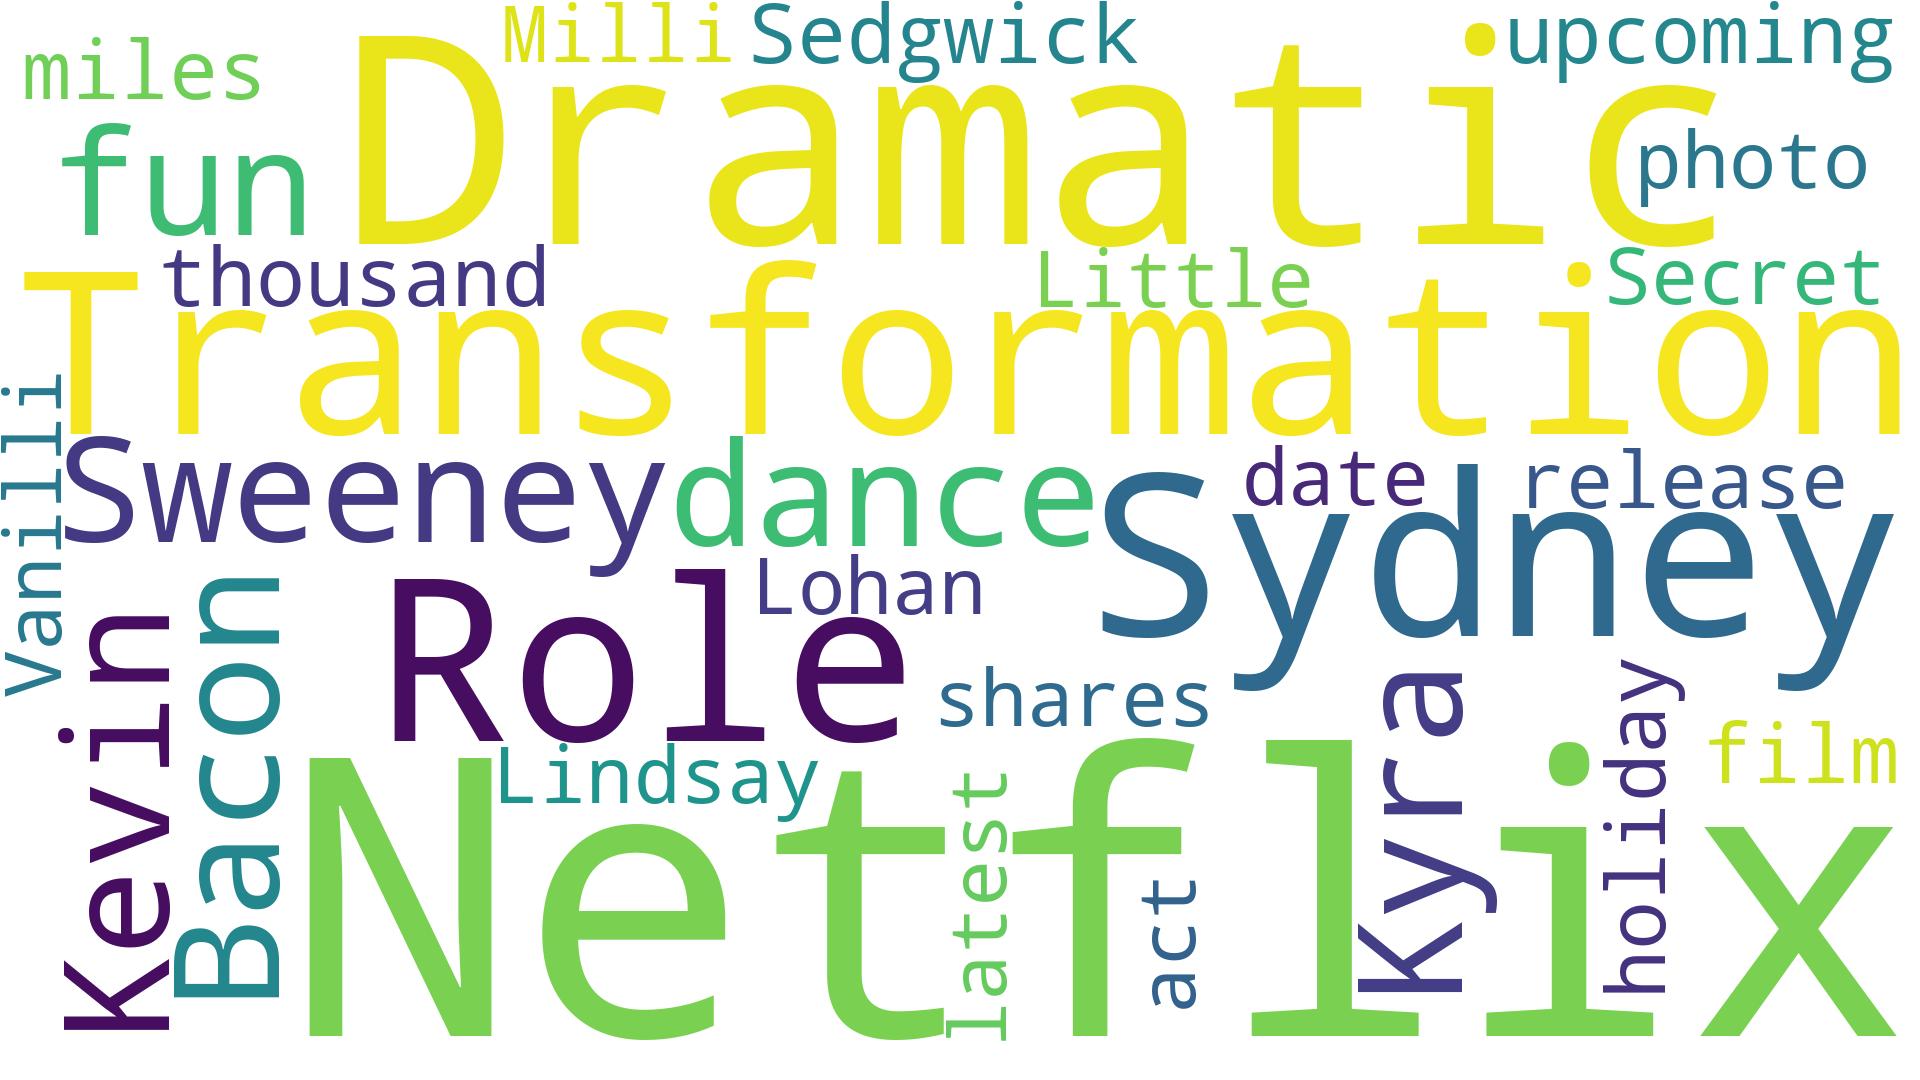 Milli Sedgwick upcoming
miles
Dramatic
fun
photo
thousand
Little
Secret
Transformation
Vanilli
Sweeney
dance
date
release
Sydney
Lohan
Role
Kevin
Bacon
shares
Kyra
holiday
film
Lindsay
Netflix
latest
act